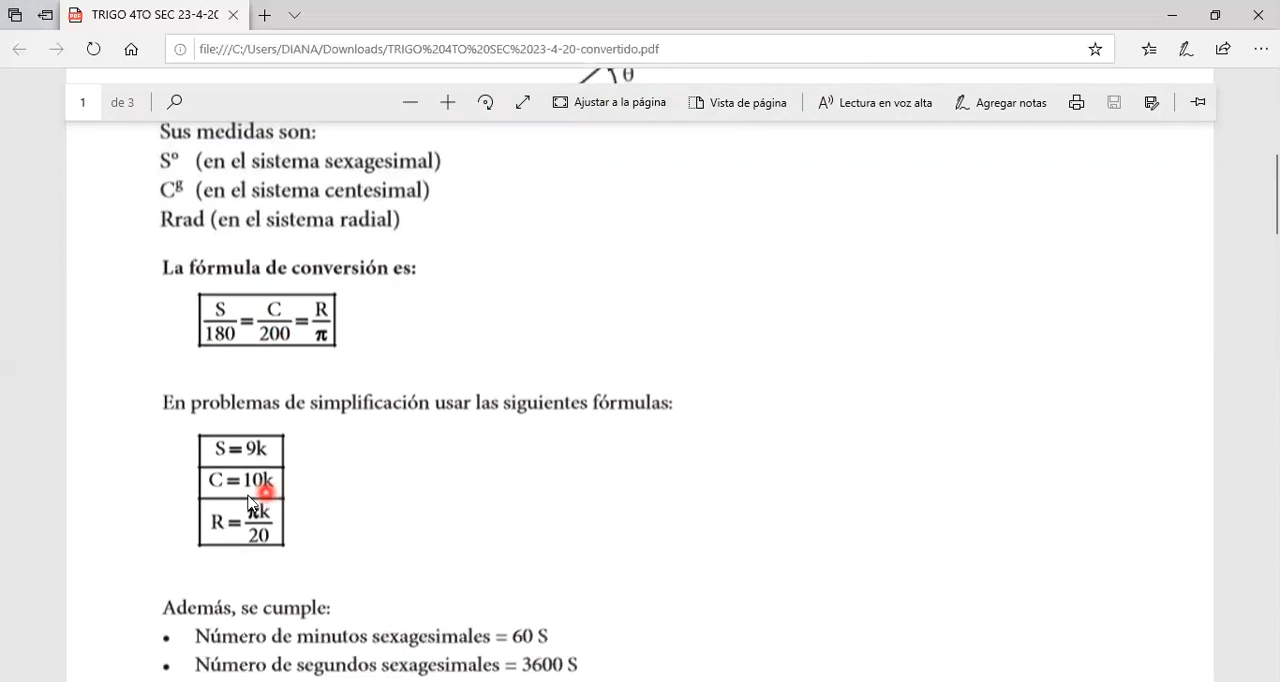 TRIGO 4TO SEC 23-4-20
file:///C:/Users/DIANA/Downloads/TRIGO%204TO%20SEC%2023-4-20-convertido.pdf
θ
1 de 3 Ajustar a la página Vista de página Lectura en voz alta Agregar notas
Sus medidas son:
S° (en el sistema sexagesimal)
Cᵍ (en el sistema centesimal)
Rrad (en el sistema radial)
La fórmula de conversión es:
S/180 = C/200 = R/π
En problemas de simplificación usar las siguientes fórmulas:
S = 9k
C = 10k
R = πk/20
Además, se cumple:
• Número de minutos sexagesimales = 60 S
• Número de segundos sexagesimales = 3600 S